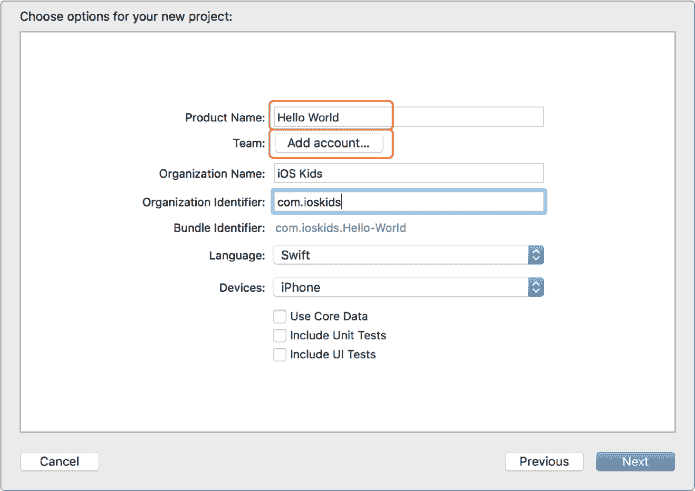 Choose options for your new project:
Product Name: Hello World
Team: Add account...
Organization Name: iOS Kids
Organization Identifier: com.ioskids
Bundle Identifier: com.ioskids.Hello-World
Language: Swift
Devices: iPhone
Use Core Data
Include Unit Tests
Include UI Tests
Cancel Previous Next